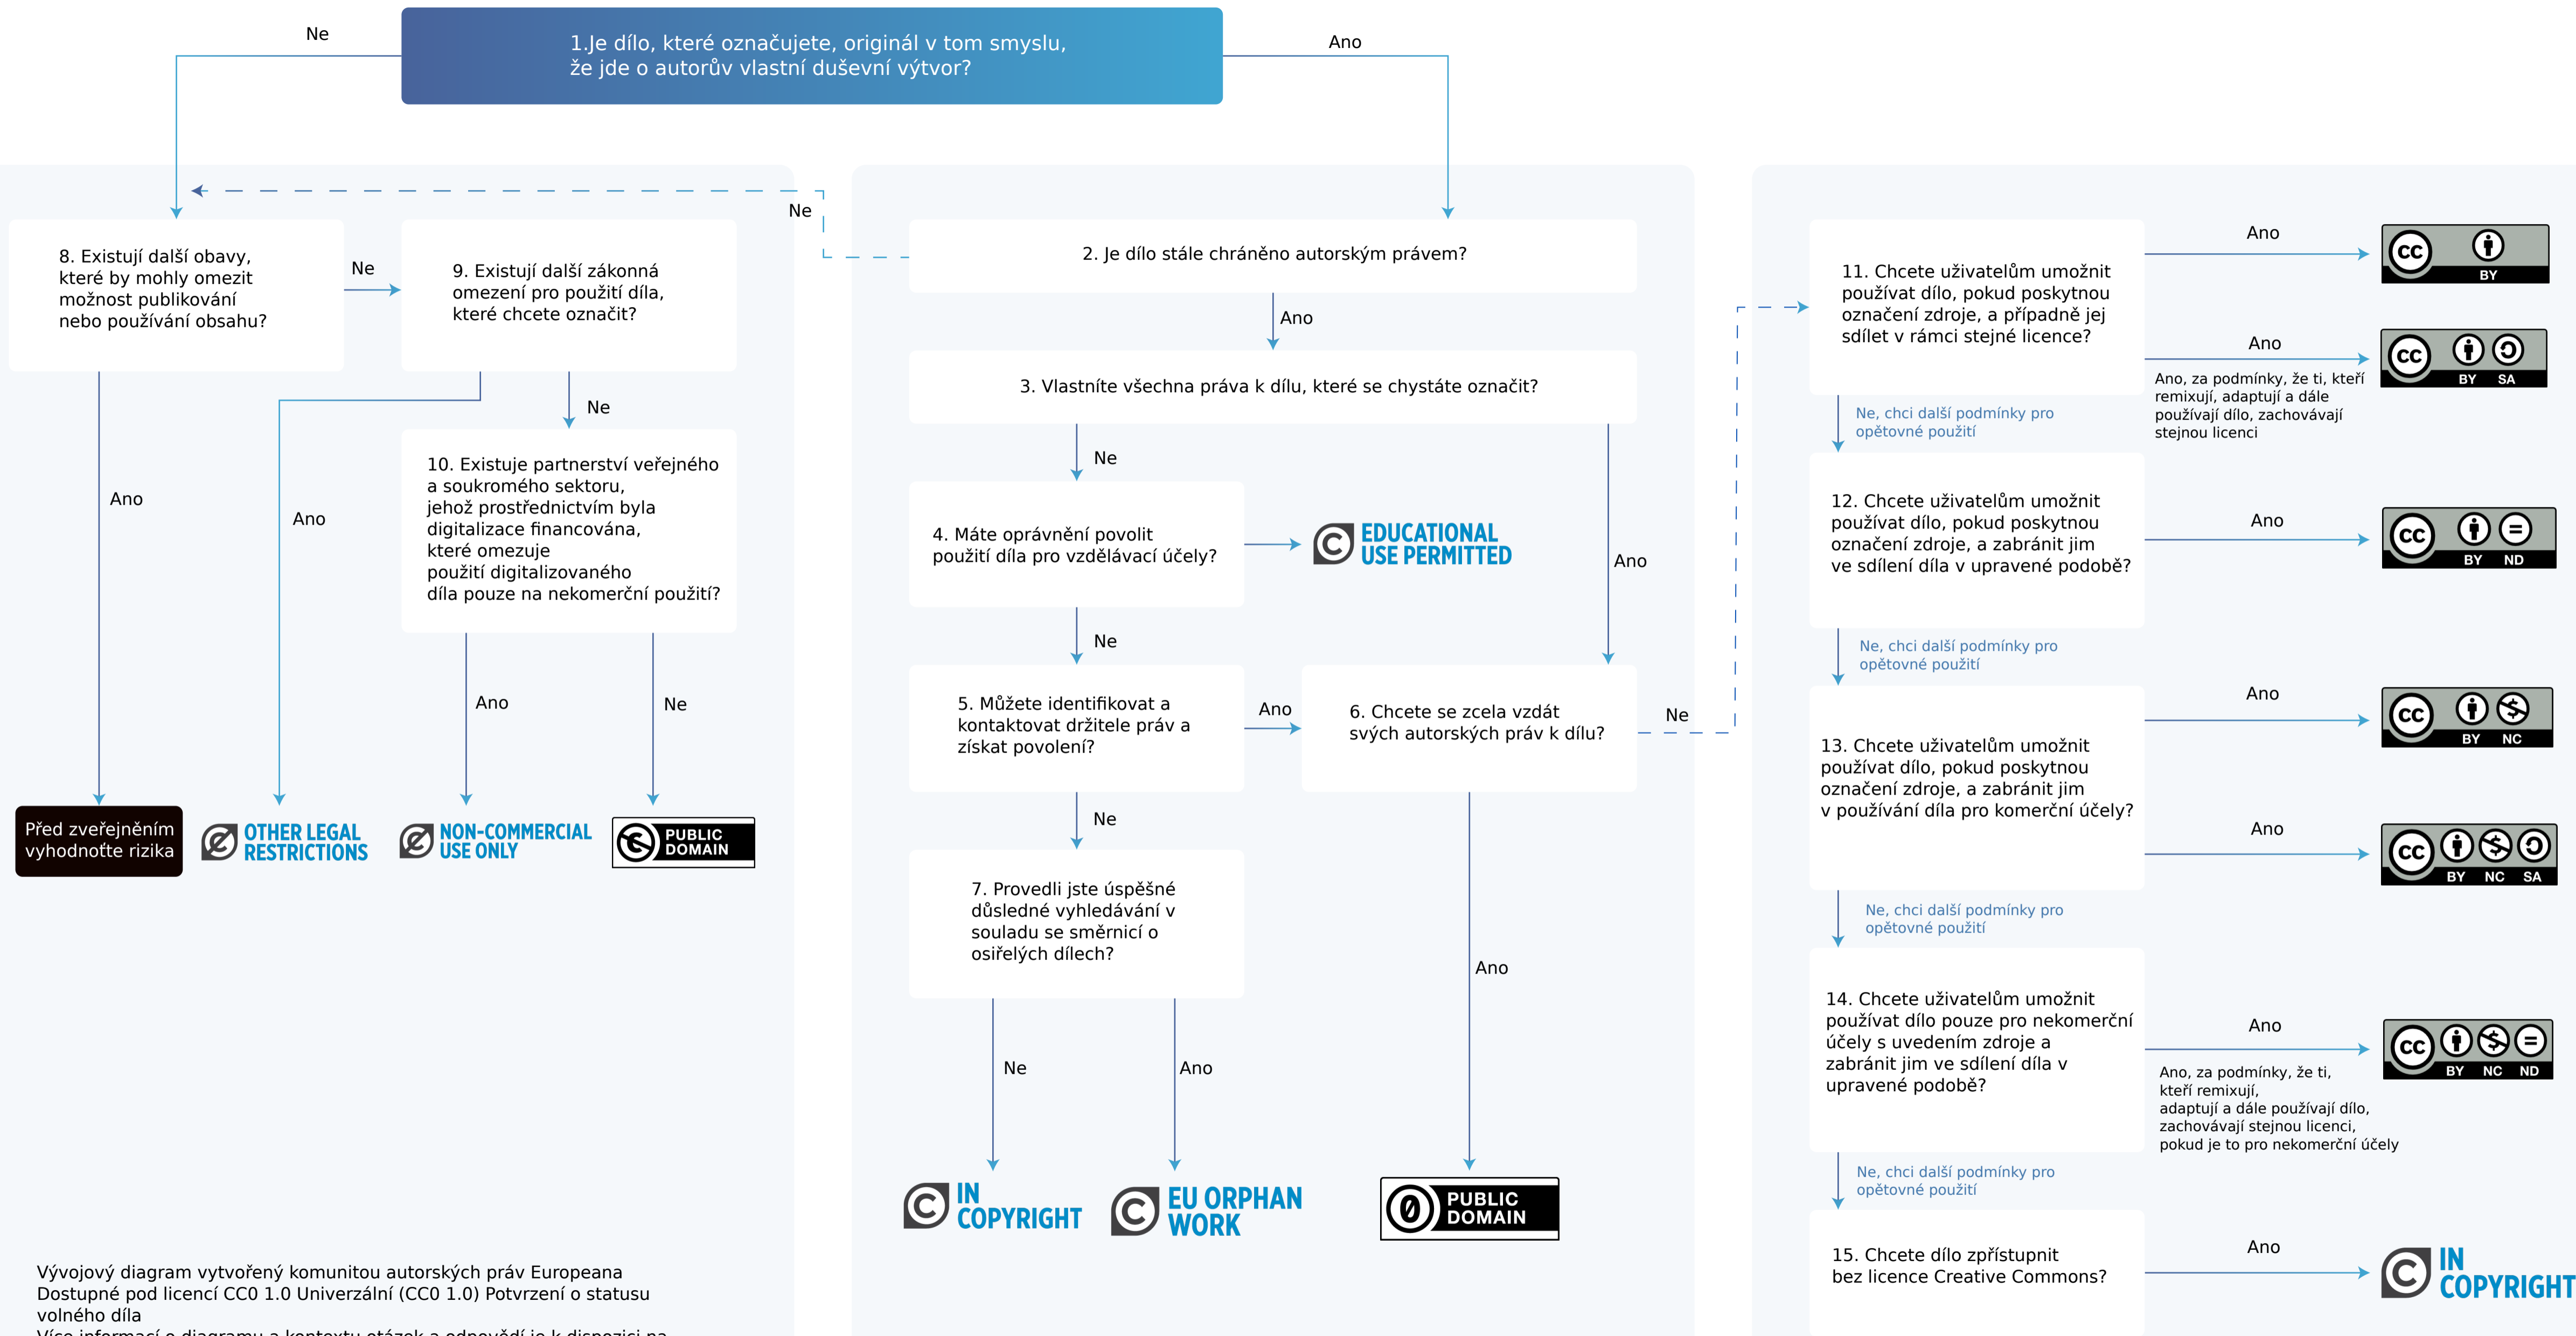 Ne
1.Je dílo, které označujete, originál v tom smyslu,
že jde o autorův vlastní duševní výtvor?
Ano
Ne
8. Existují další obavy,
které by mohly omezit
možnost publikování
nebo používání obsahu?
Ne
9. Existují další zákonná
omezení pro použití díla,
které chcete označit?
Ano
Ano
Ne
10. Existuje partnerství veřejného
a soukromého sektoru,
jehož prostřednictvím byla
digitalizace financována,
které omezuje
použití digitalizovaného
díla pouze na nekomerční použití?
Ano
Ne
Před zveřejněním
vyhodnoťte rizika
OTHER LEGAL
RESTRICTIONS
NON-COMMERCIAL
USE ONLY
PUBLIC
DOMAIN
Vývojový diagram vytvořený komunitou autorských práv Europeana
Dostupné pod licencí CC0 1.0 Univerzální (CC0 1.0) Potvrzení o statusu
volného díla
Více informací o diagramu a kontextu otázek a odpovědí je k dispozici na
2. Je dílo stále chráněno autorským právem?
Ano
3. Vlastníte všechna práva k dílu, které se chystáte označit?
Ne
Ano
4. Máte oprávnění povolit
použití díla pro vzdělávací účely?
EDUCATIONAL
USE PERMITTED
Ne
5. Můžete identifikovat a
kontaktovat držitele práv a
získat povolení?
Ano
6. Chcete se zcela vzdát
svých autorských práv k dílu?
Ne
Ne
7. Provedli jste úspěšné
důsledné vyhledávání v
souladu se směrnicí o
osiřelých dílech?
Ano
Ne
Ano
IN
COPYRIGHT
EU ORPHAN
WORK
PUBLIC
DOMAIN
11. Chcete uživatelům umožnit
používat dílo, pokud poskytnou
označení zdroje, a případně jej
sdílet v rámci stejné licence?
Ano
CC
BY
Ano
CC
BY SA
Ano, za podmínky, že ti, kteří
remixují, adaptují a dále
používají dílo, zachovávají
stejnou licenci
Ne, chci další podmínky pro
opětovné použití
12. Chcete uživatelům umožnit
používat dílo, pokud poskytnou
označení zdroje, a zabránit jim
ve sdílení díla v upravené podobě?
Ano
CC
BY ND
Ne, chci další podmínky pro
opětovné použití
13. Chcete uživatelům umožnit
používat dílo, pokud poskytnou
označení zdroje, a zabránit jim
v používání díla pro komerční účely?
Ano
CC
BY NC
Ano
CC
BY NC SA
Ne, chci další podmínky pro
opětovné použití
14. Chcete uživatelům umožnit
používat dílo pouze pro nekomerční
účely s uvedením zdroje a
zabránit jim ve sdílení díla v
upravené podobě?
Ano
CC
BY NC ND
Ano, za podmínky, že ti,
kteří remixují,
adaptují a dále používají dílo,
zachovávají stejnou licenci,
pokud je to pro nekomerční účely
Ne, chci další podmínky pro
opětovné použití
15. Chcete dílo zpřístupnit
bez licence Creative Commons?
Ano
IN
COPYRIGHT